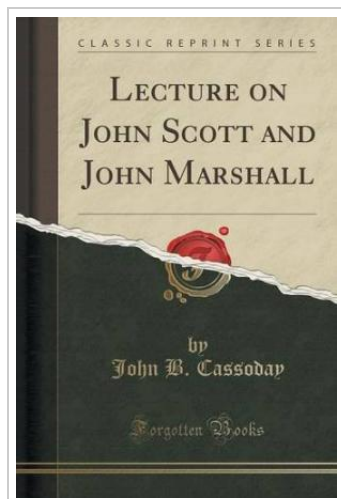 CLASSIC REPRINT SERIES
LECTURE ON
JOHN SCOTT AND
JOHN MARSHALL
by
John B. Cassoday
Forgotten Books